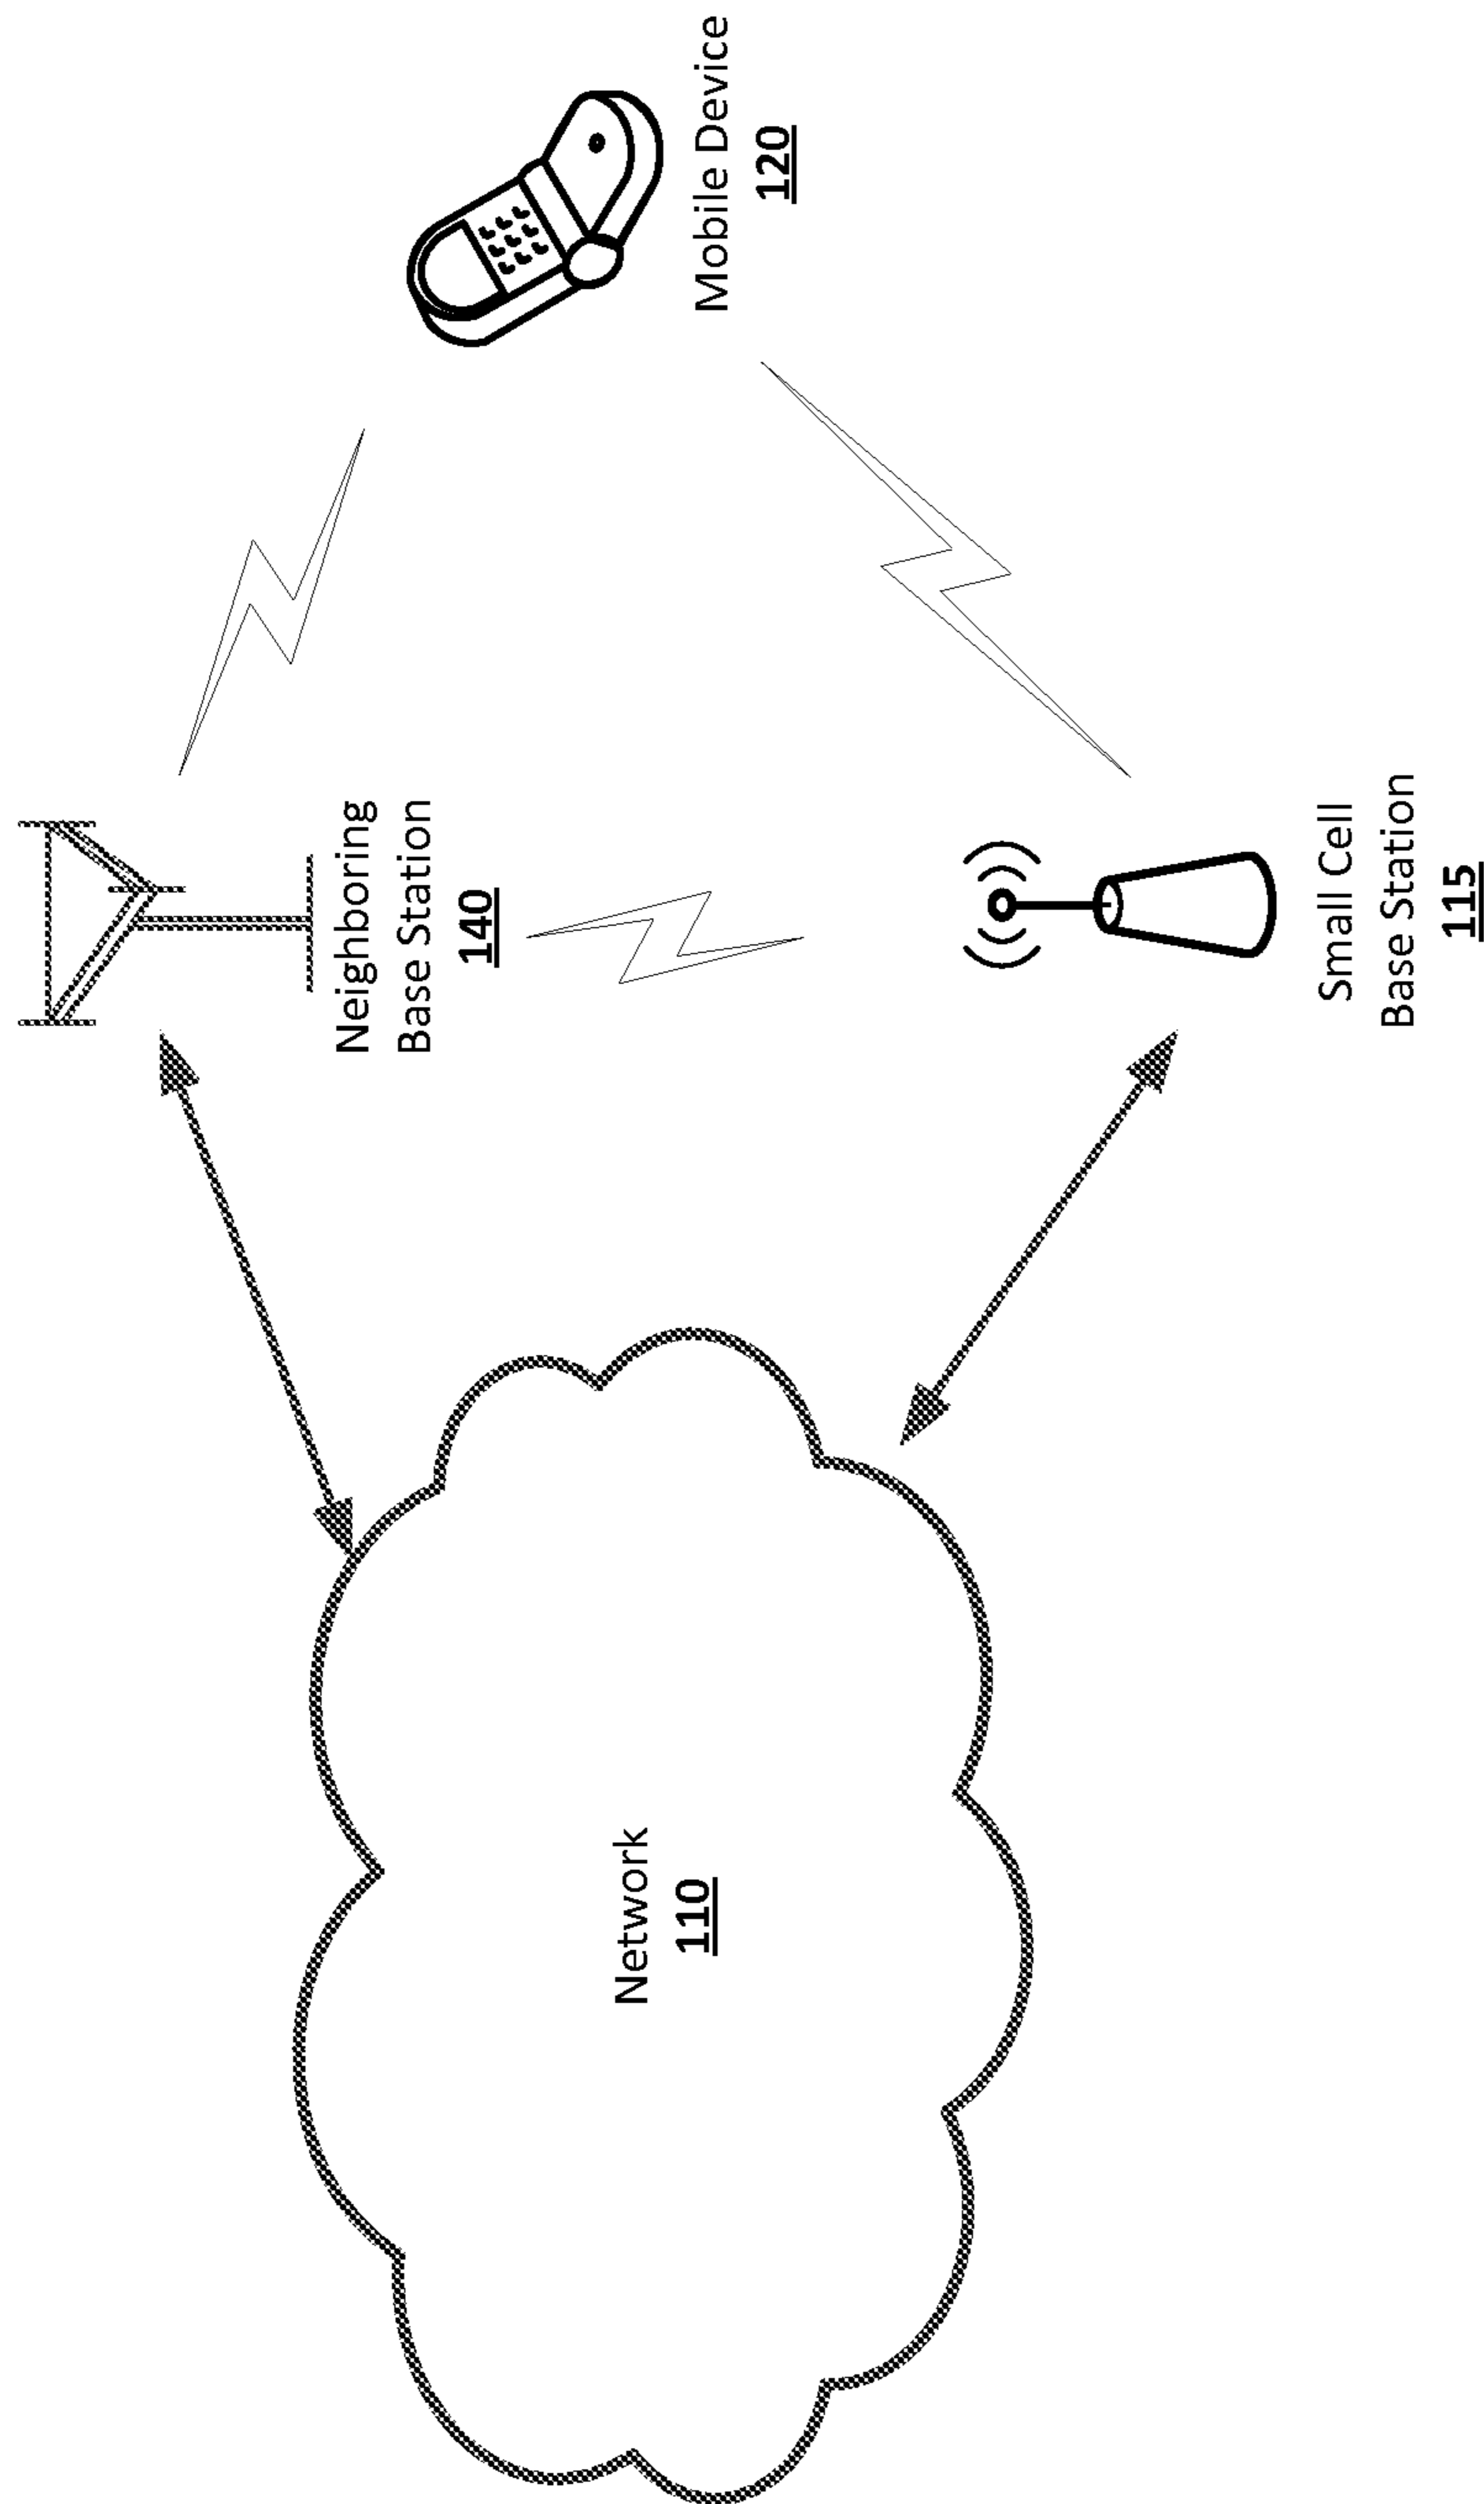 Neighboring
Base Station
140
Mobile Device
120
Network
110
Small Cell
Base Station
115